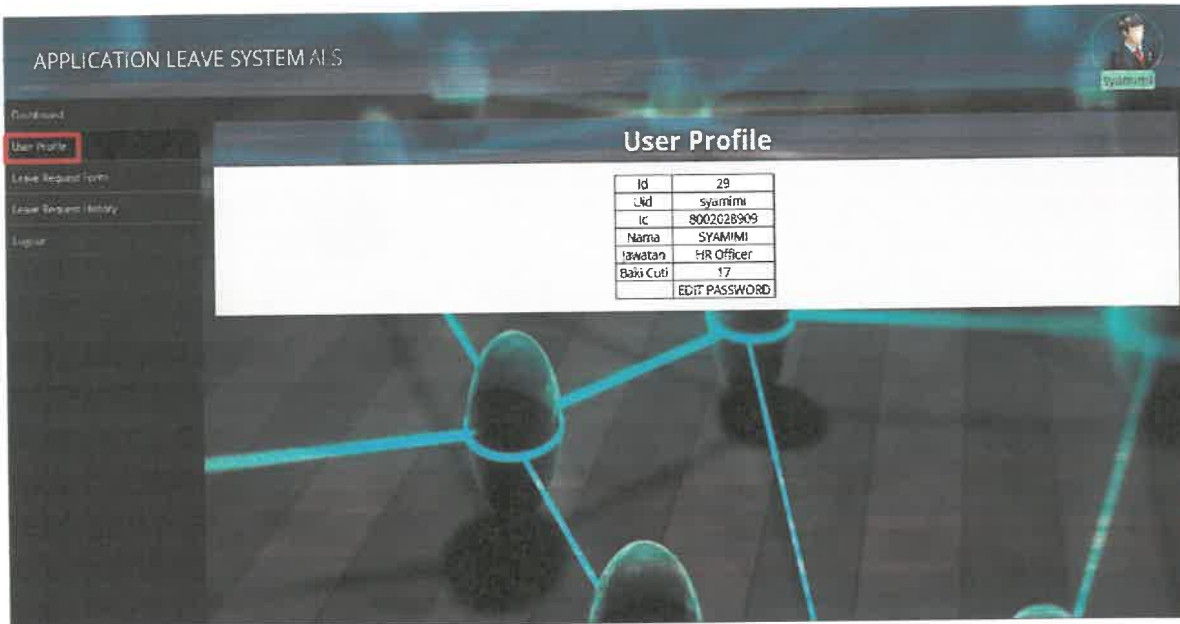 APPLICATION LEAVE SYSTEM ALS
syamimi
Dashboard
User Profile
Leave Request Form
Leave Request History
Logout
User Profile
Id 29
Uid syamimi
Ic 8002028909
Nama SYAMIMI
Jawatan HR Officer
Baki Cuti 17
EDIT PASSWORD